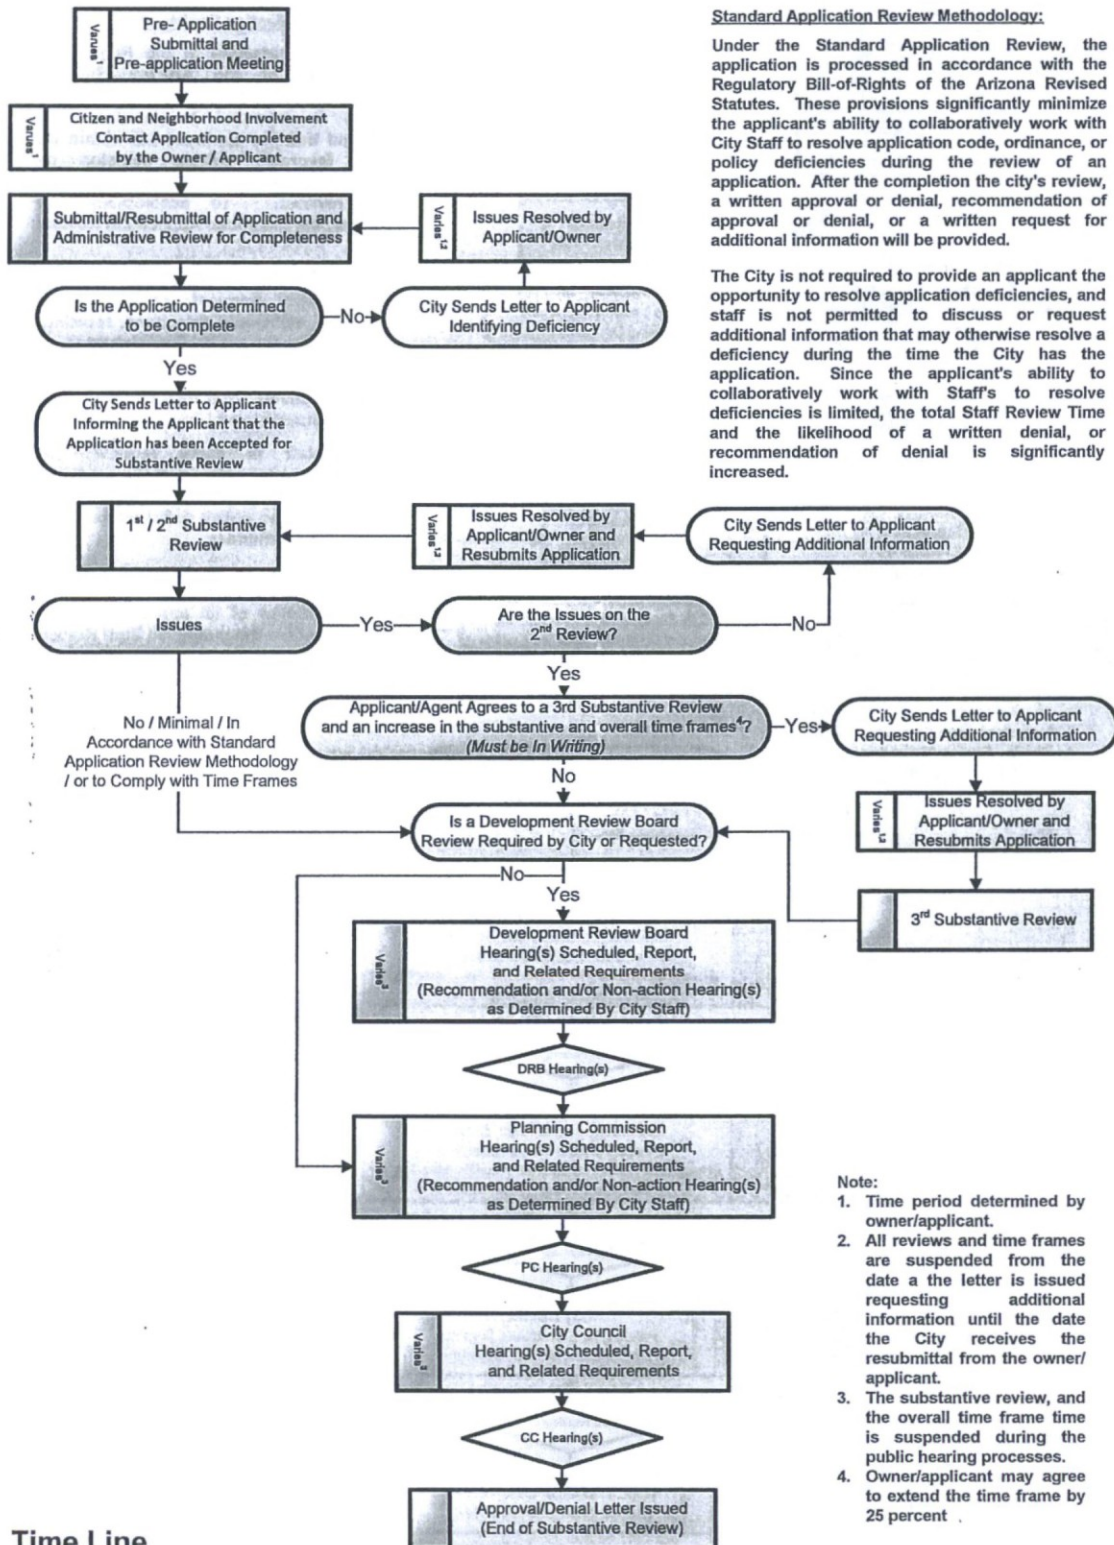 Standard Application Review Methodology:
Under the Standard Application Review, the
application is processed in accordance with the
Regulatory Bill-of-Rights of the Arizona Revised
Statutes. These provisions significantly minimize
the applicant's ability to collaboratively work with
City Staff to resolve application code, ordinance, or
policy deficiencies during the review of an
application. After the completion the city's review,
a written approval or denial, recommendation of
approval or denial, or a written request for
additional information will be provided.
The City is not required to provide an applicant the
opportunity to resolve application deficiencies, and
staff is not permitted to discuss or request
additional information that may otherwise resolve a
deficiency during the time the City has the
application. Since the applicant's ability to
collaboratively work with Staff's to resolve
deficiencies is limited, the total Staff Review Time
and the likelihood of a written denial, or
recommendation of denial is significantly
increased.
Varies¹
Pre- Application
Submittal and
Pre-application Meeting
Varies¹
Citizen and Neighborhood Involvement
Contact Application Completed
by the Owner / Applicant
Submittal/Resubmittal of Application and
Administrative Review for Completeness
Varies¹,²
Issues Resolved by
Applicant/Owner
Is the Application Determined
to be Complete
No
City Sends Letter to Applicant
Identifying Deficiency
Yes
City Sends Letter to Applicant
Informing the Applicant that the
Application has been Accepted for
Substantive Review
1st / 2nd Substantive
Review
Varies¹,²
Issues Resolved by
Applicant/Owner and
Resubmits Application
City Sends Letter to Applicant
Requesting Additional Information
Issues
Yes
Are the Issues on the
2nd Review?
No
Yes
No / Minimal / In
Accordance with Standard
Application Review Methodology
/ or to Comply with Time Frames
Applicant/Agent Agrees to a 3rd Substantive Review
and an increase in the substantive and overall time frames⁴?
(Must be In Writing)
Yes
City Sends Letter to Applicant
Requesting Additional Information
No
Varies¹,²
Issues Resolved by
Applicant/Owner and
Resubmits Application
Is a Development Review Board
Review Required by City or Requested?
No
Yes
3rd Substantive Review
Varies³
Development Review Board
Hearing(s) Scheduled, Report,
and Related Requirements
(Recommendation and/or Non-action Hearing(s)
as Determined By City Staff)
DRB Hearing(s)
Varies³
Planning Commission
Hearing(s) Scheduled, Report,
and Related Requirements
(Recommendation and/or Non-action Hearing(s)
as Determined By City Staff)
PC Hearing(s)
Varies³
City Council
Hearing(s) Scheduled, Report,
and Related Requirements
CC Hearing(s)
Approval/Denial Letter Issued
(End of Substantive Review)
Note:
1. Time period determined by
owner/applicant.
2. All reviews and time frames
are suspended from the
date a the letter is issued
requesting additional
information until the date
the City receives the
resubmittal from the owner/
applicant.
3. The substantive review, and
the overall time frame time
is suspended during the
public hearing processes.
4. Owner/applicant may agree
to extend the time frame by
25 percent
Time Line